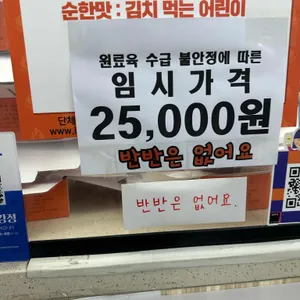 순한맛 : 김치 먹는 어린이
원료육 수급 불안정에 따른
임시가격
25,000원
반반은 없어요
반반은 없어요.
단체